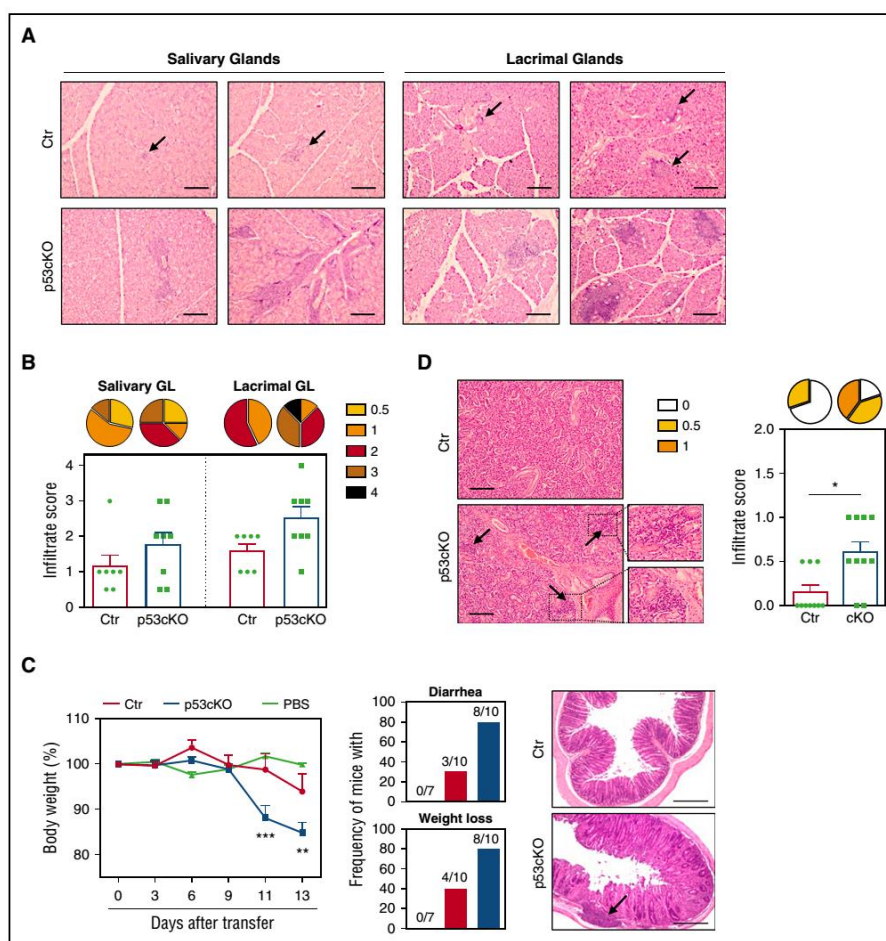 A
Salivary Glands
Lacrimal Glands
Ctr
p53cKO
B
Salivary GL
Lacrimal GL
0.5
1
2
3
4
Infiltrate score
4
3
2
1
0
Ctr
p53cKO
Ctr
p53cKO
D
Ctr
p53cKO
0
0.5
1
Infiltrate score
2.0
1.5
1.0
0.5
0.0
*
Ctr
cKO
C
Ctr
p53cKO
PBS
Body weight (%)
110
100
90
80
***
**
0 3 6 9 11 13
Days after transfer
Frequency of mice with
Diarrhea
100
80
60
40
20
0
0/7
3/10
8/10
Weight loss
100
80
60
40
20
0
0/7
4/10
8/10
Ctr
p53cKO